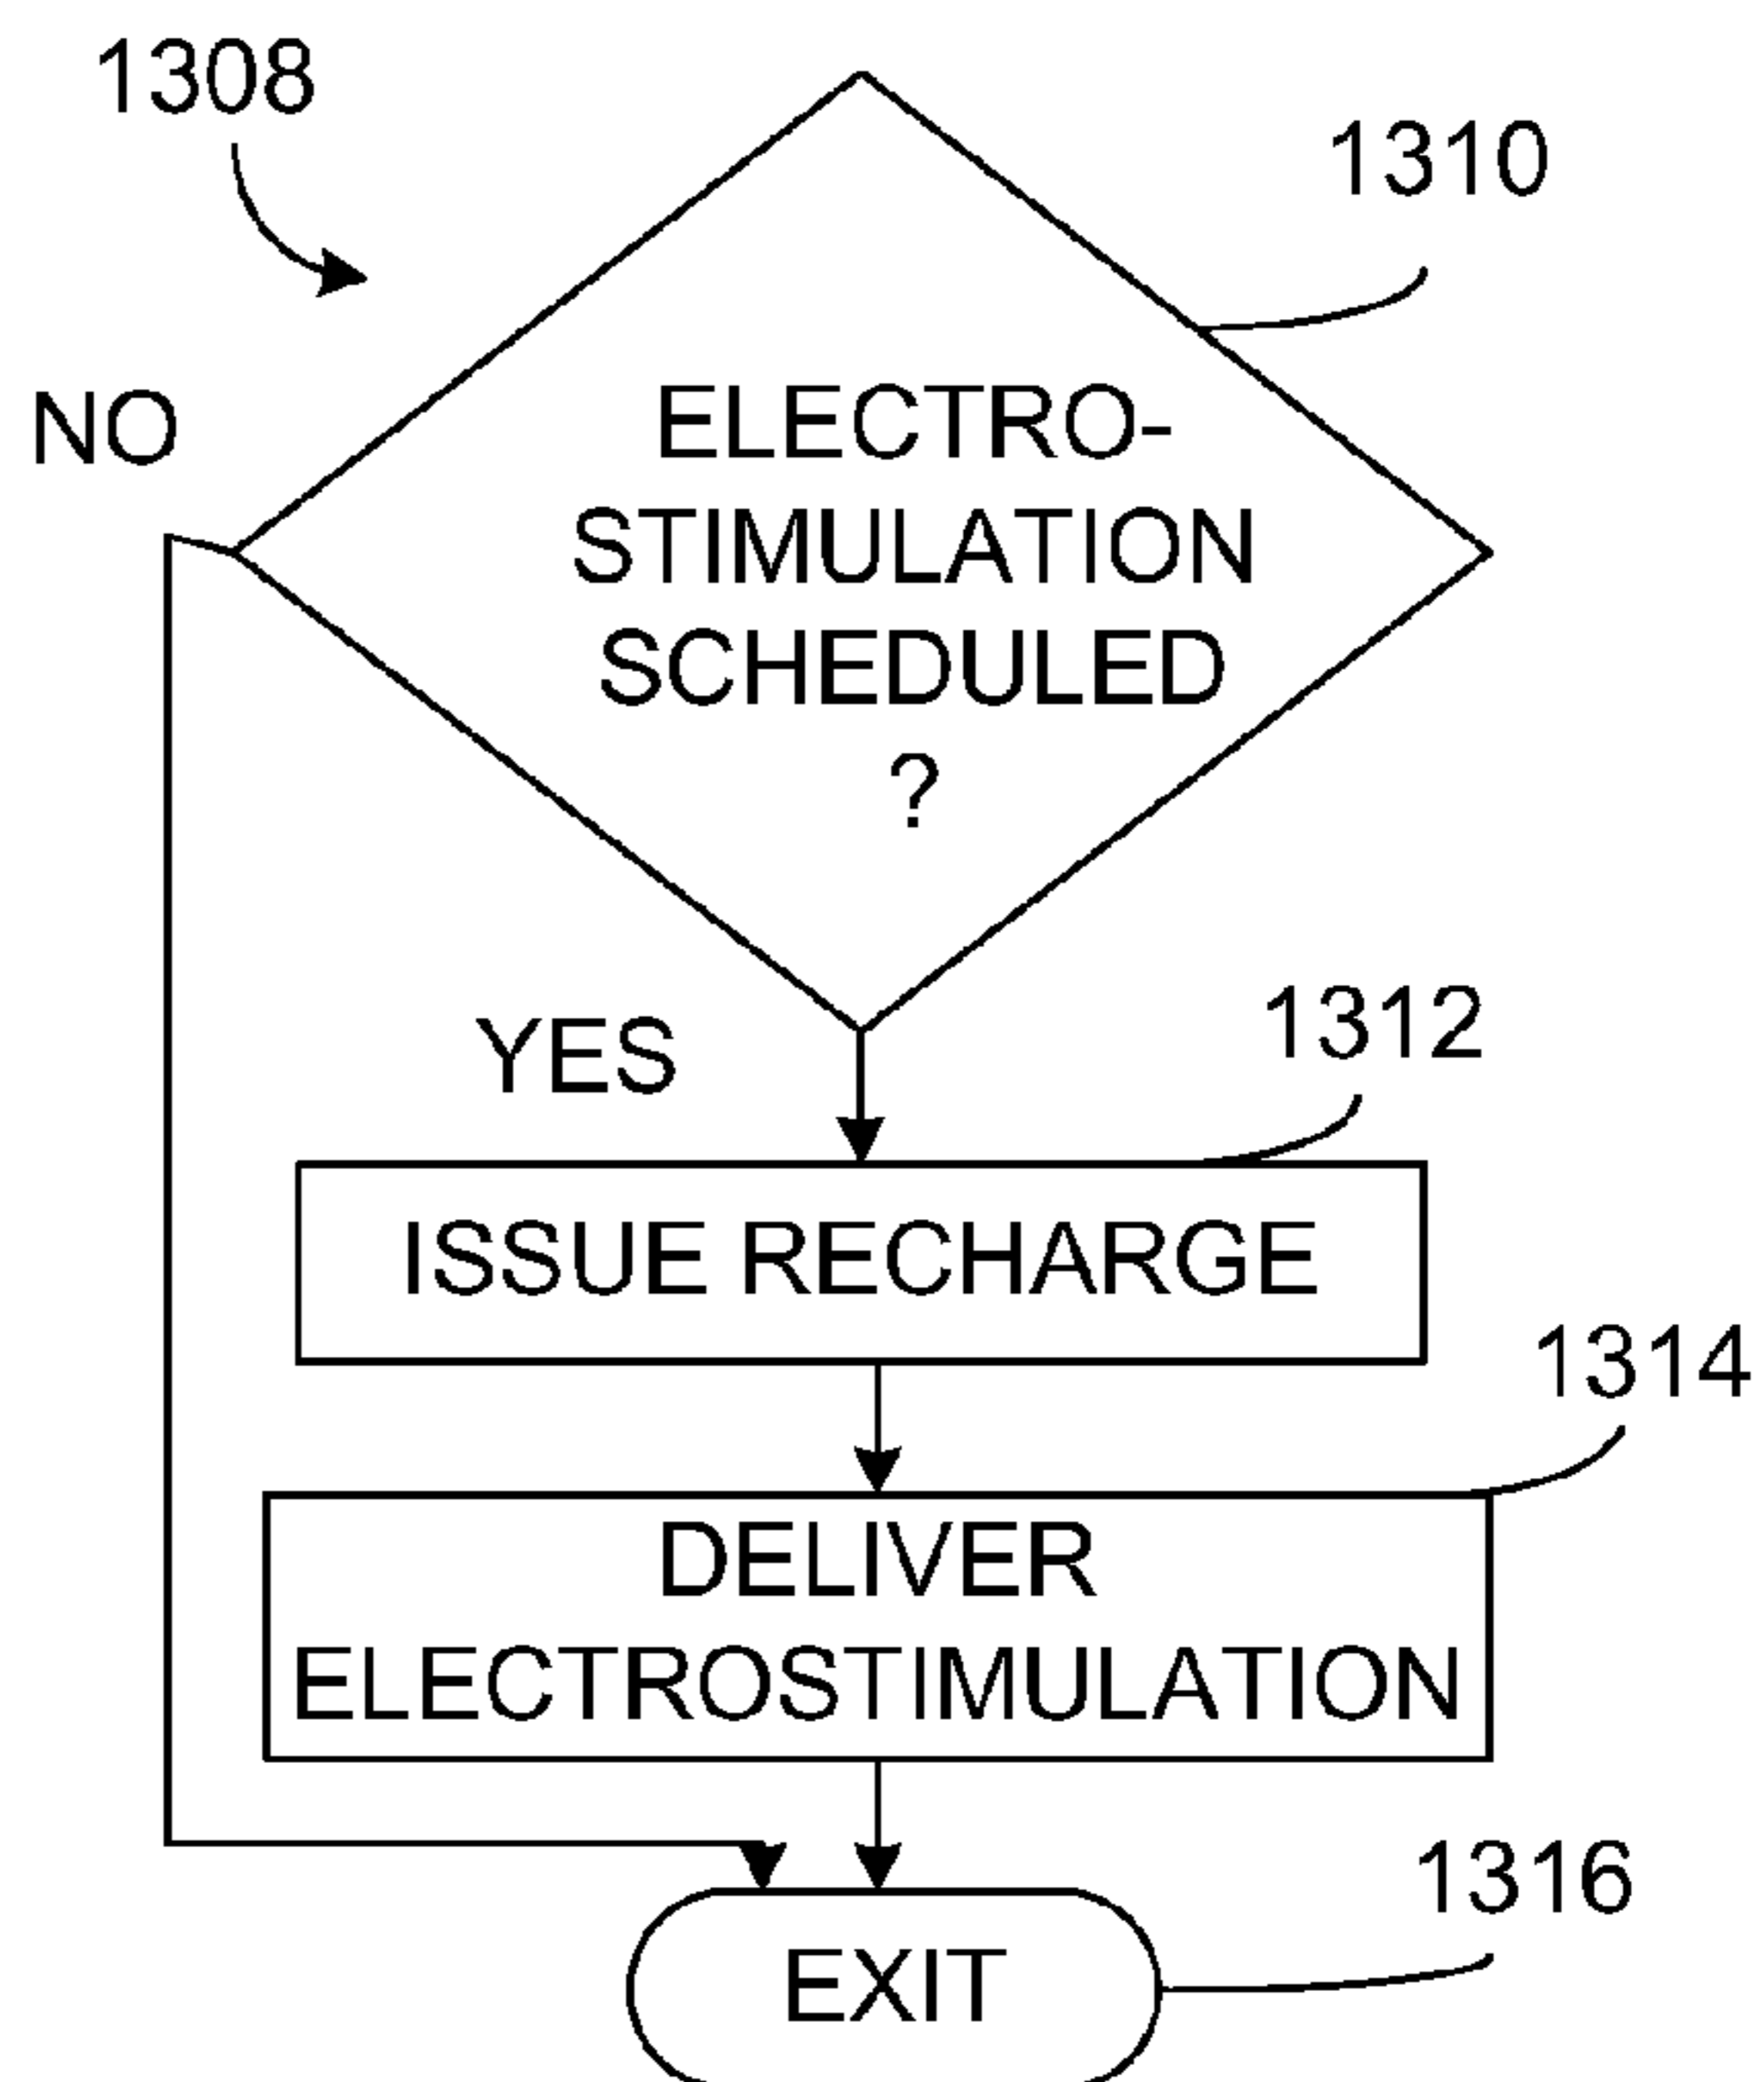 1308
1310
NO
ELECTRO-
STIMULATION
SCHEDULED
?
YES
1312
ISSUE RECHARGE
1314
DELIVER
ELECTROSTIMULATION
1316
EXIT